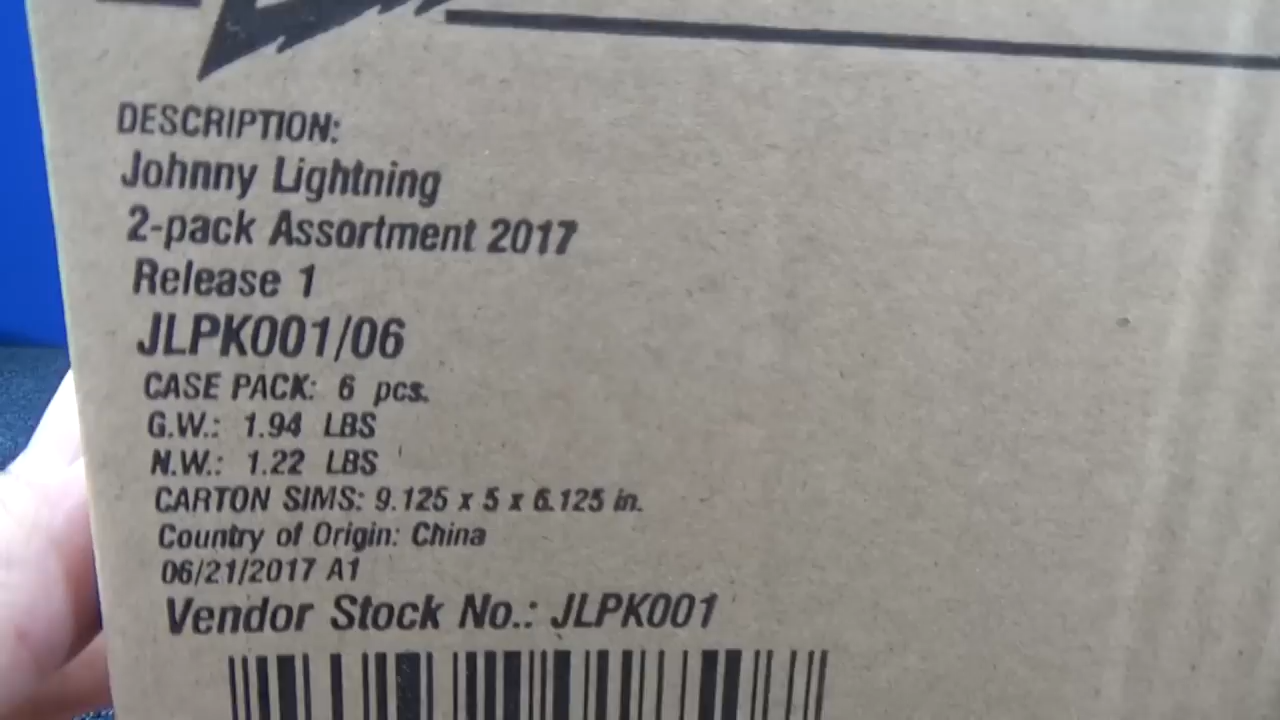 DESCRIPTION:
Johnny Lightning
2-pack Assortment 2017
Release 1
JLPK001/06
CASE PACK: 6 pcs.
G.W.: 1.94 LBS
N.W.: 1.22 LBS
CARTON SIMS: 9.125 x 5 x 6.125 in.
Country of Origin: China
06/21/2017 A1
Vendor Stock No.: JLPK001